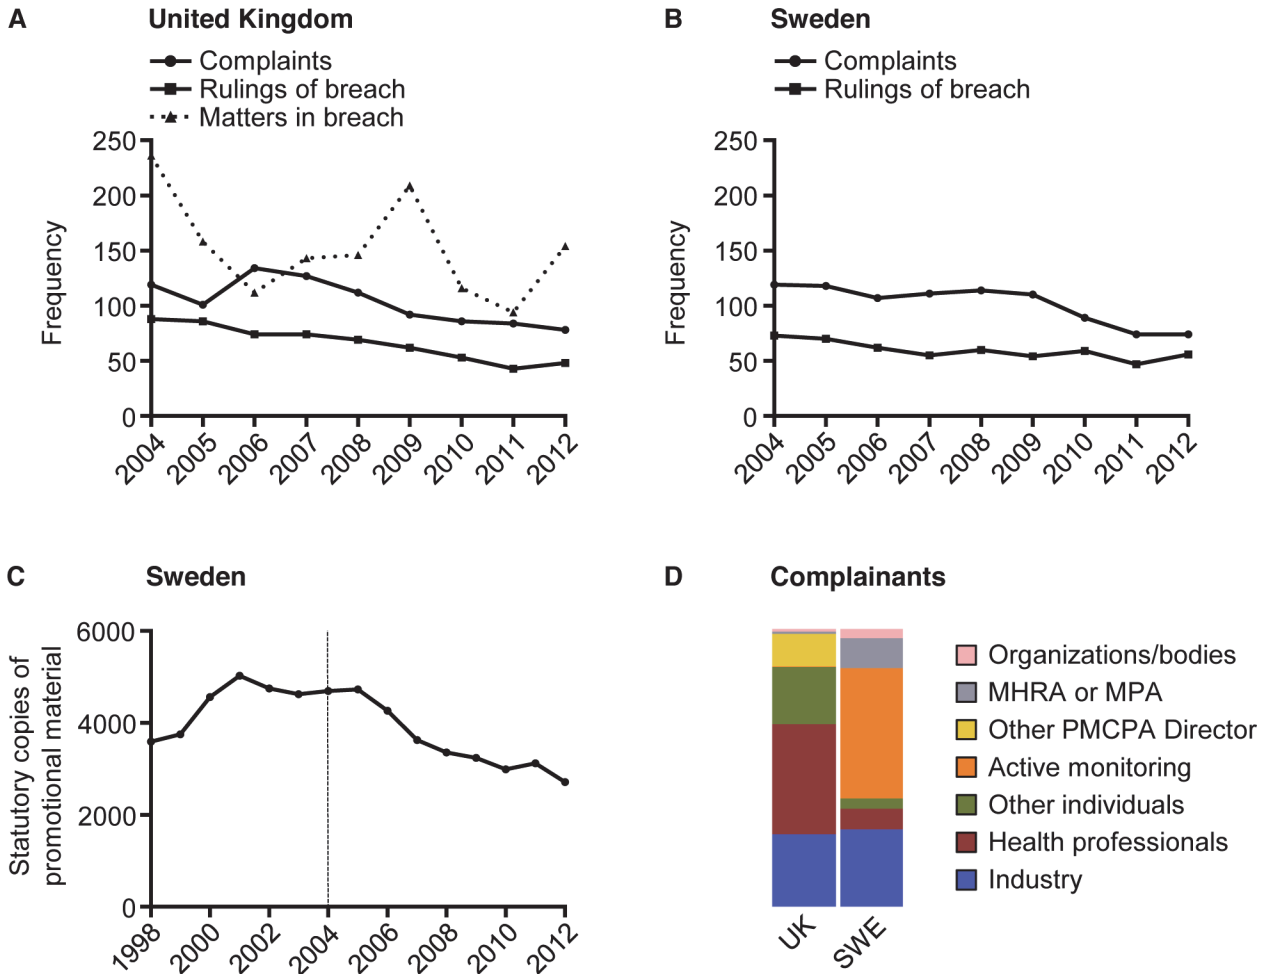 A United Kingdom
Complaints
Rulings of breach
Matters in breach
250
200
150
100
50
0
Frequency
2004
2005
2006
2007
2008
2009
2010
2011
2012
B Sweden
Complaints
Rulings of breach
250
200
150
100
50
0
Frequency
2004
2005
2006
2007
2008
2009
2010
2011
2012
C Sweden
6000
4000
2000
0
Statutory copies of
promotional material
1998
2000
2002
2004
2006
2008
2010
2012
D Complainants
Organizations/bodies
MHRA or MPA
Other PMCPA Director
Active monitoring
Other individuals
Health professionals
Industry
UK
SWE